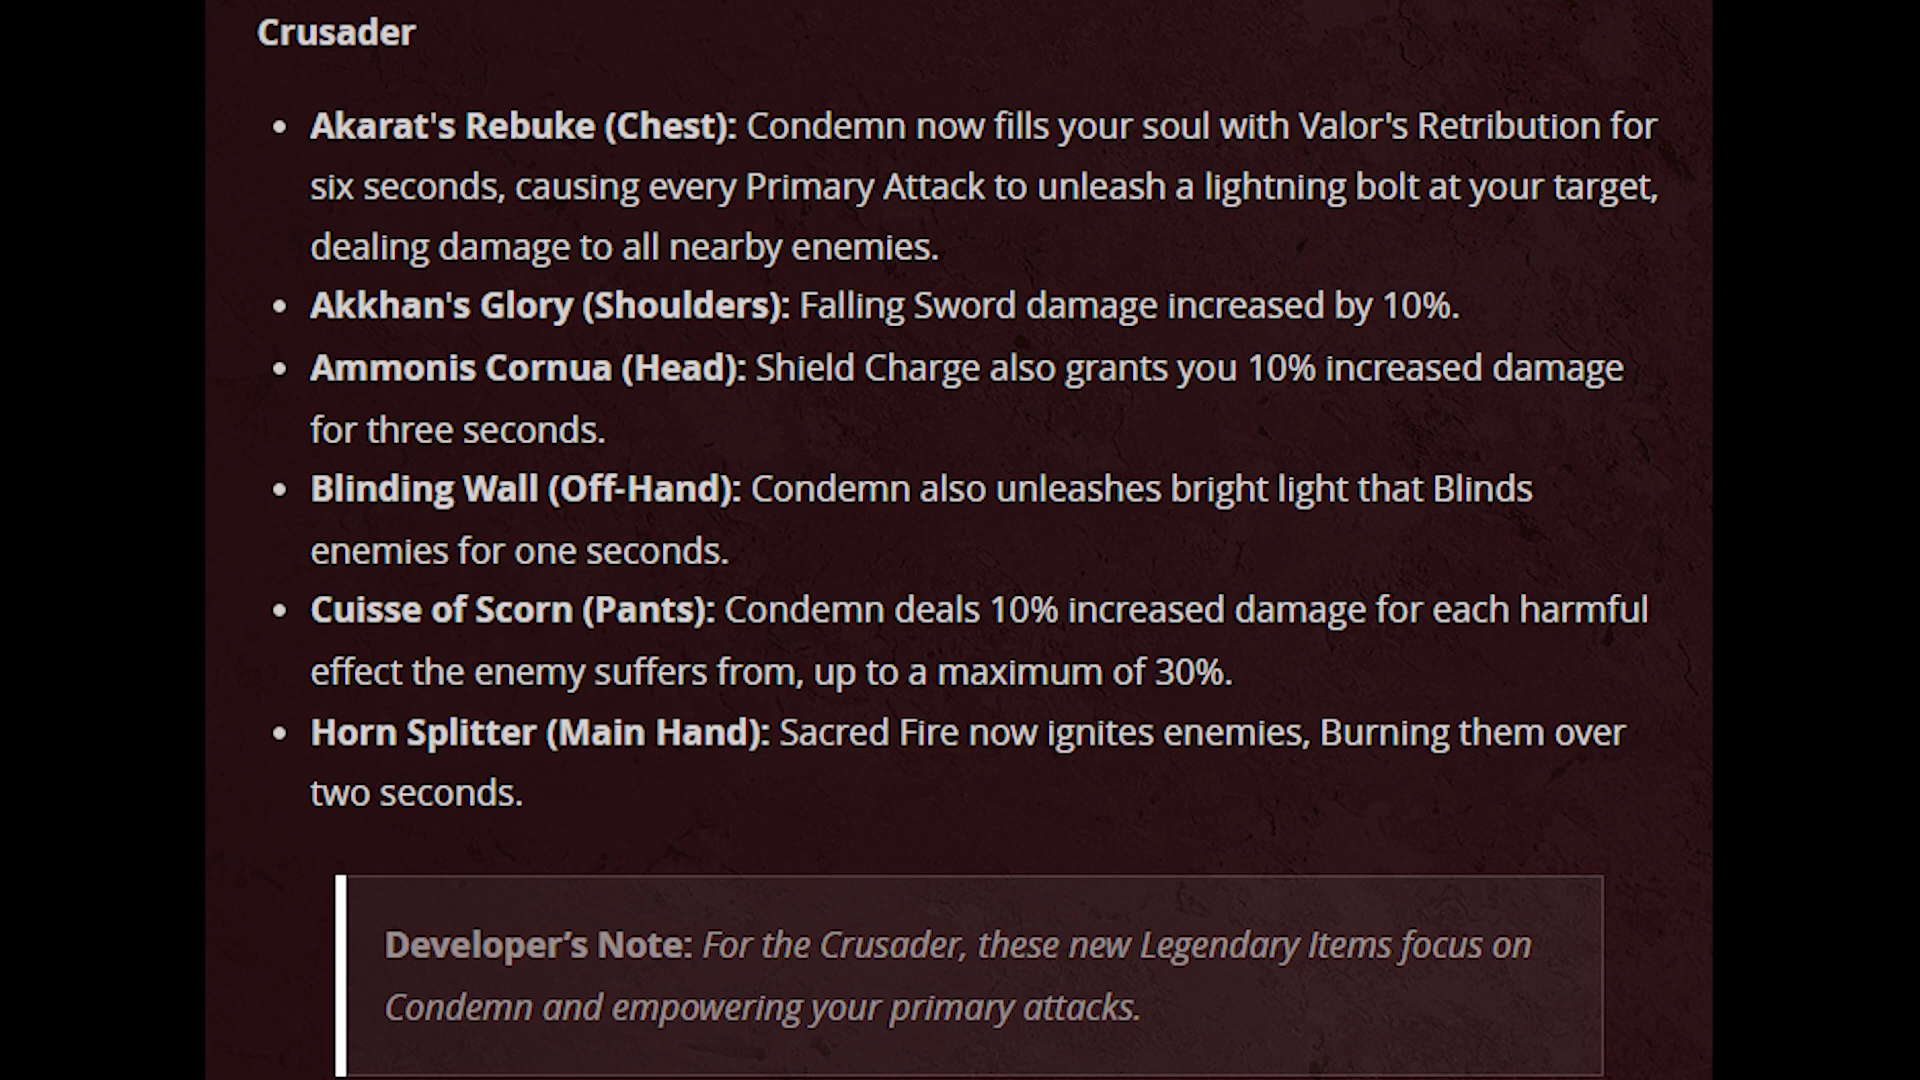 Crusader
• Akarat's Rebuke (Chest): Condemn now fills your soul with Valor's Retribution for
six seconds, causing every Primary Attack to unleash a lightning bolt at your target,
dealing damage to all nearby enemies.
• Akkhan's Glory (Shoulders): Falling Sword damage increased by 10%.
• Ammonis Cornua (Head): Shield Charge also grants you 10% increased damage
for three seconds.
• Blinding Wall (Off-Hand): Condemn also unleashes bright light that Blinds
enemies for one seconds.
• Cuisse of Scorn (Pants): Condemn deals 10% increased damage for each harmful
effect the enemy suffers from, up to a maximum of 30%.
• Horn Splitter (Main Hand): Sacred Fire now ignites enemies, Burning them over
two seconds.
Developer’s Note: For the Crusader, these new Legendary Items focus on
Condemn and empowering your primary attacks.